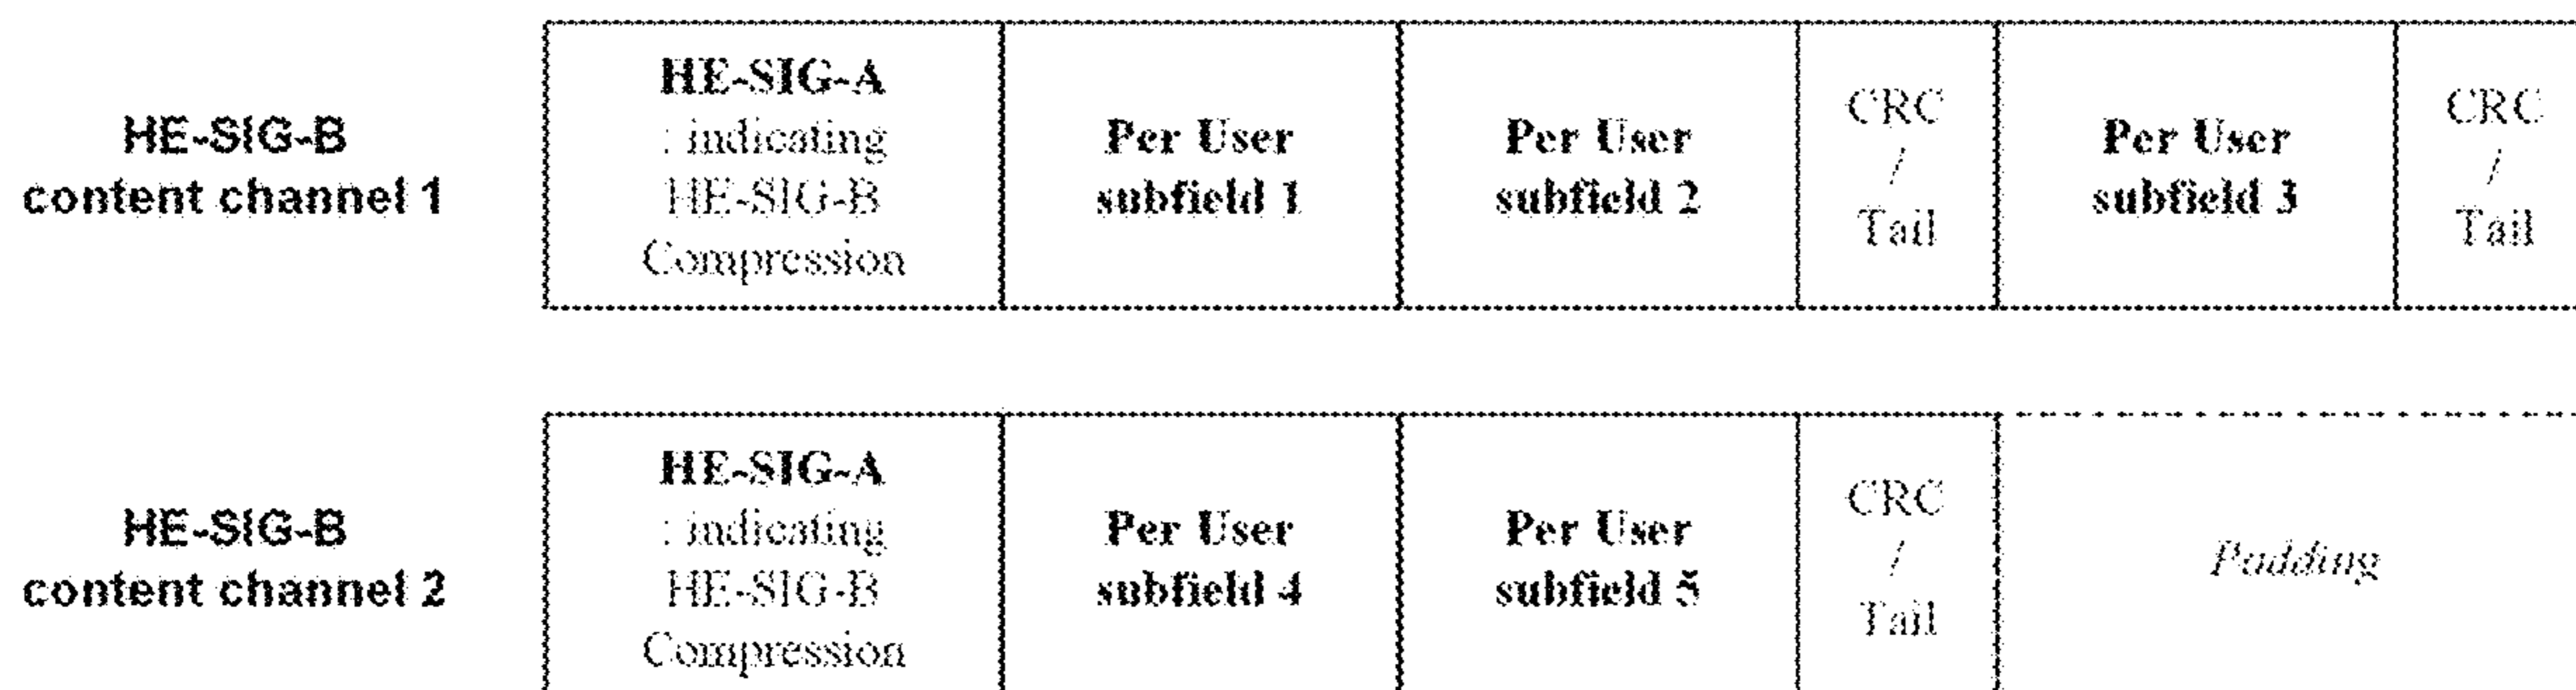 HE-SIG-B
content channel 1
HE-SIG-A
: indicating
HE-SIG-B
Compression
Per User
subfield 1
Per User
subfield 2
CRC
/
Tail
Per User
subfield 3
CRC
/
Tail
HE-SIG-B
content channel 2
HE-SIG-A
: indicating
HE-SIG-B
Compression
Per User
subfield 4
Per User
subfield 5
CRC
/
Tail
Padding